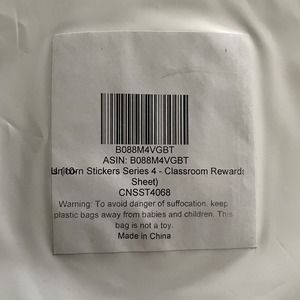 B088M4VGBT
ASIN: B088M4VGBT
Stickers Series 4 - Classroom Rewards
Sheet)
CNSST4068
Warning: To avoid danger of suffocation, keep
plastic bags away from babies and children. This
bag is not a toy.
Made in China